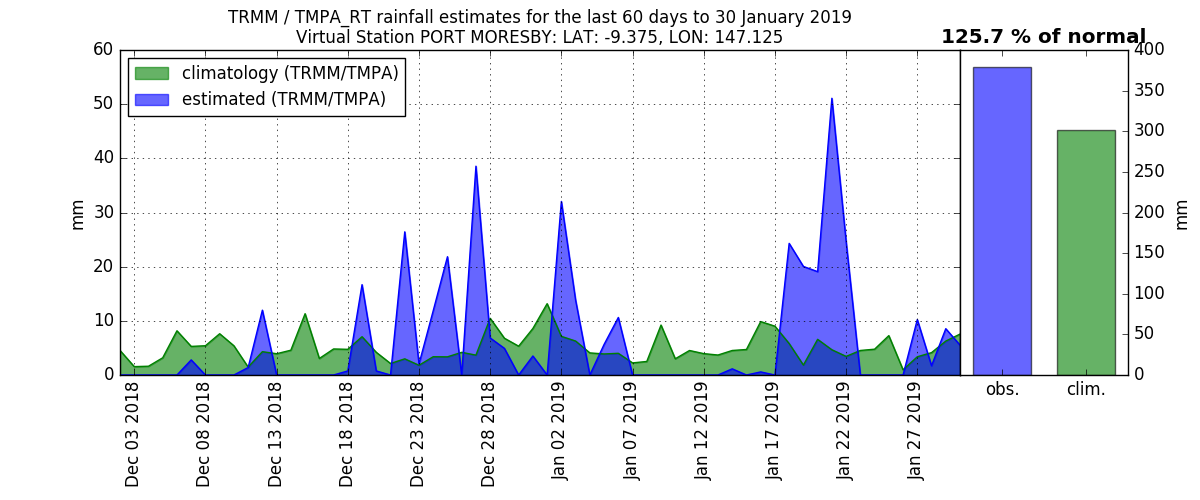 TRMM / TMPA_RT rainfall estimates for the last 60 days to 30 January 2019
Virtual Station PORT MORESBY: LAT: -9.375, LON: 147.125
125.7 % of normal
climatology (TRMM/TMPA)
estimated (TRMM/TMPA)
60
50
40
30
20
10
0
mm
400
350
300
250
200
150
100
50
0
mm
Dec 03 2018
Dec 08 2018
Dec 13 2018
Dec 18 2018
Dec 23 2018
Dec 28 2018
Jan 02 2019
Jan 07 2019
Jan 12 2019
Jan 17 2019
Jan 22 2019
Jan 27 2019
obs.
clim.